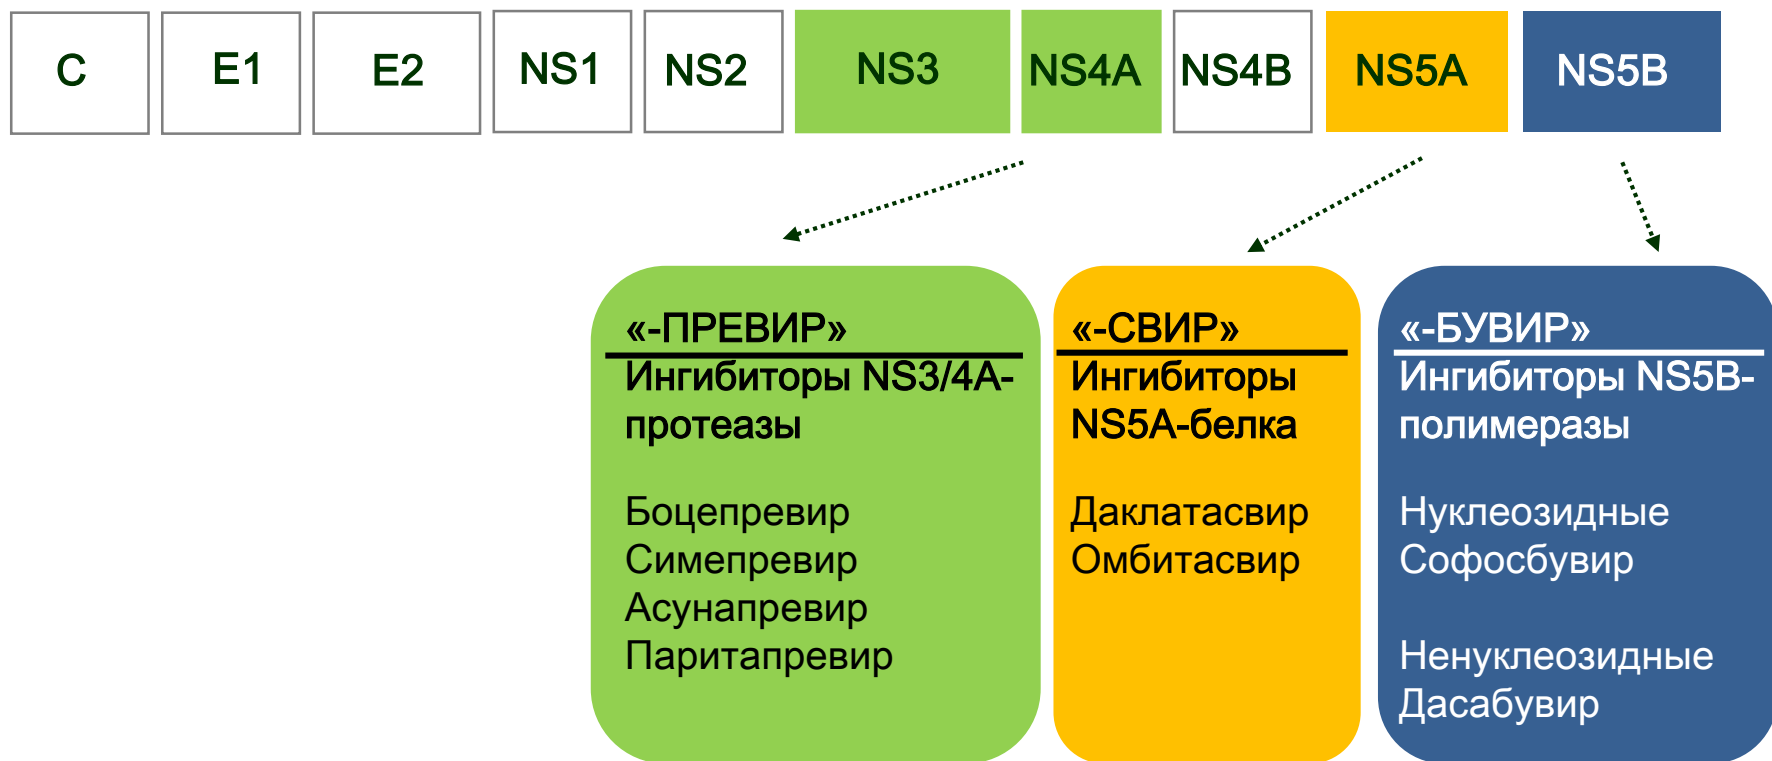 C E1 E2 NS1 NS2 NS3 NS4A NS4B NS5A NS5B
«-ПРЕВИР»
Ингибиторы NS3/4A-
протеазы
Боцепревир
Симепревир
Асунапревир
Паритапревир
«-СВИР»
Ингибиторы
NS5A-белка
Даклатасвир
Омбитасвир
«-БУВИР»
Ингибиторы NS5B-
полимеразы
Нуклеозидные
Софосбувир
Ненуклеозидные
Дасабувир